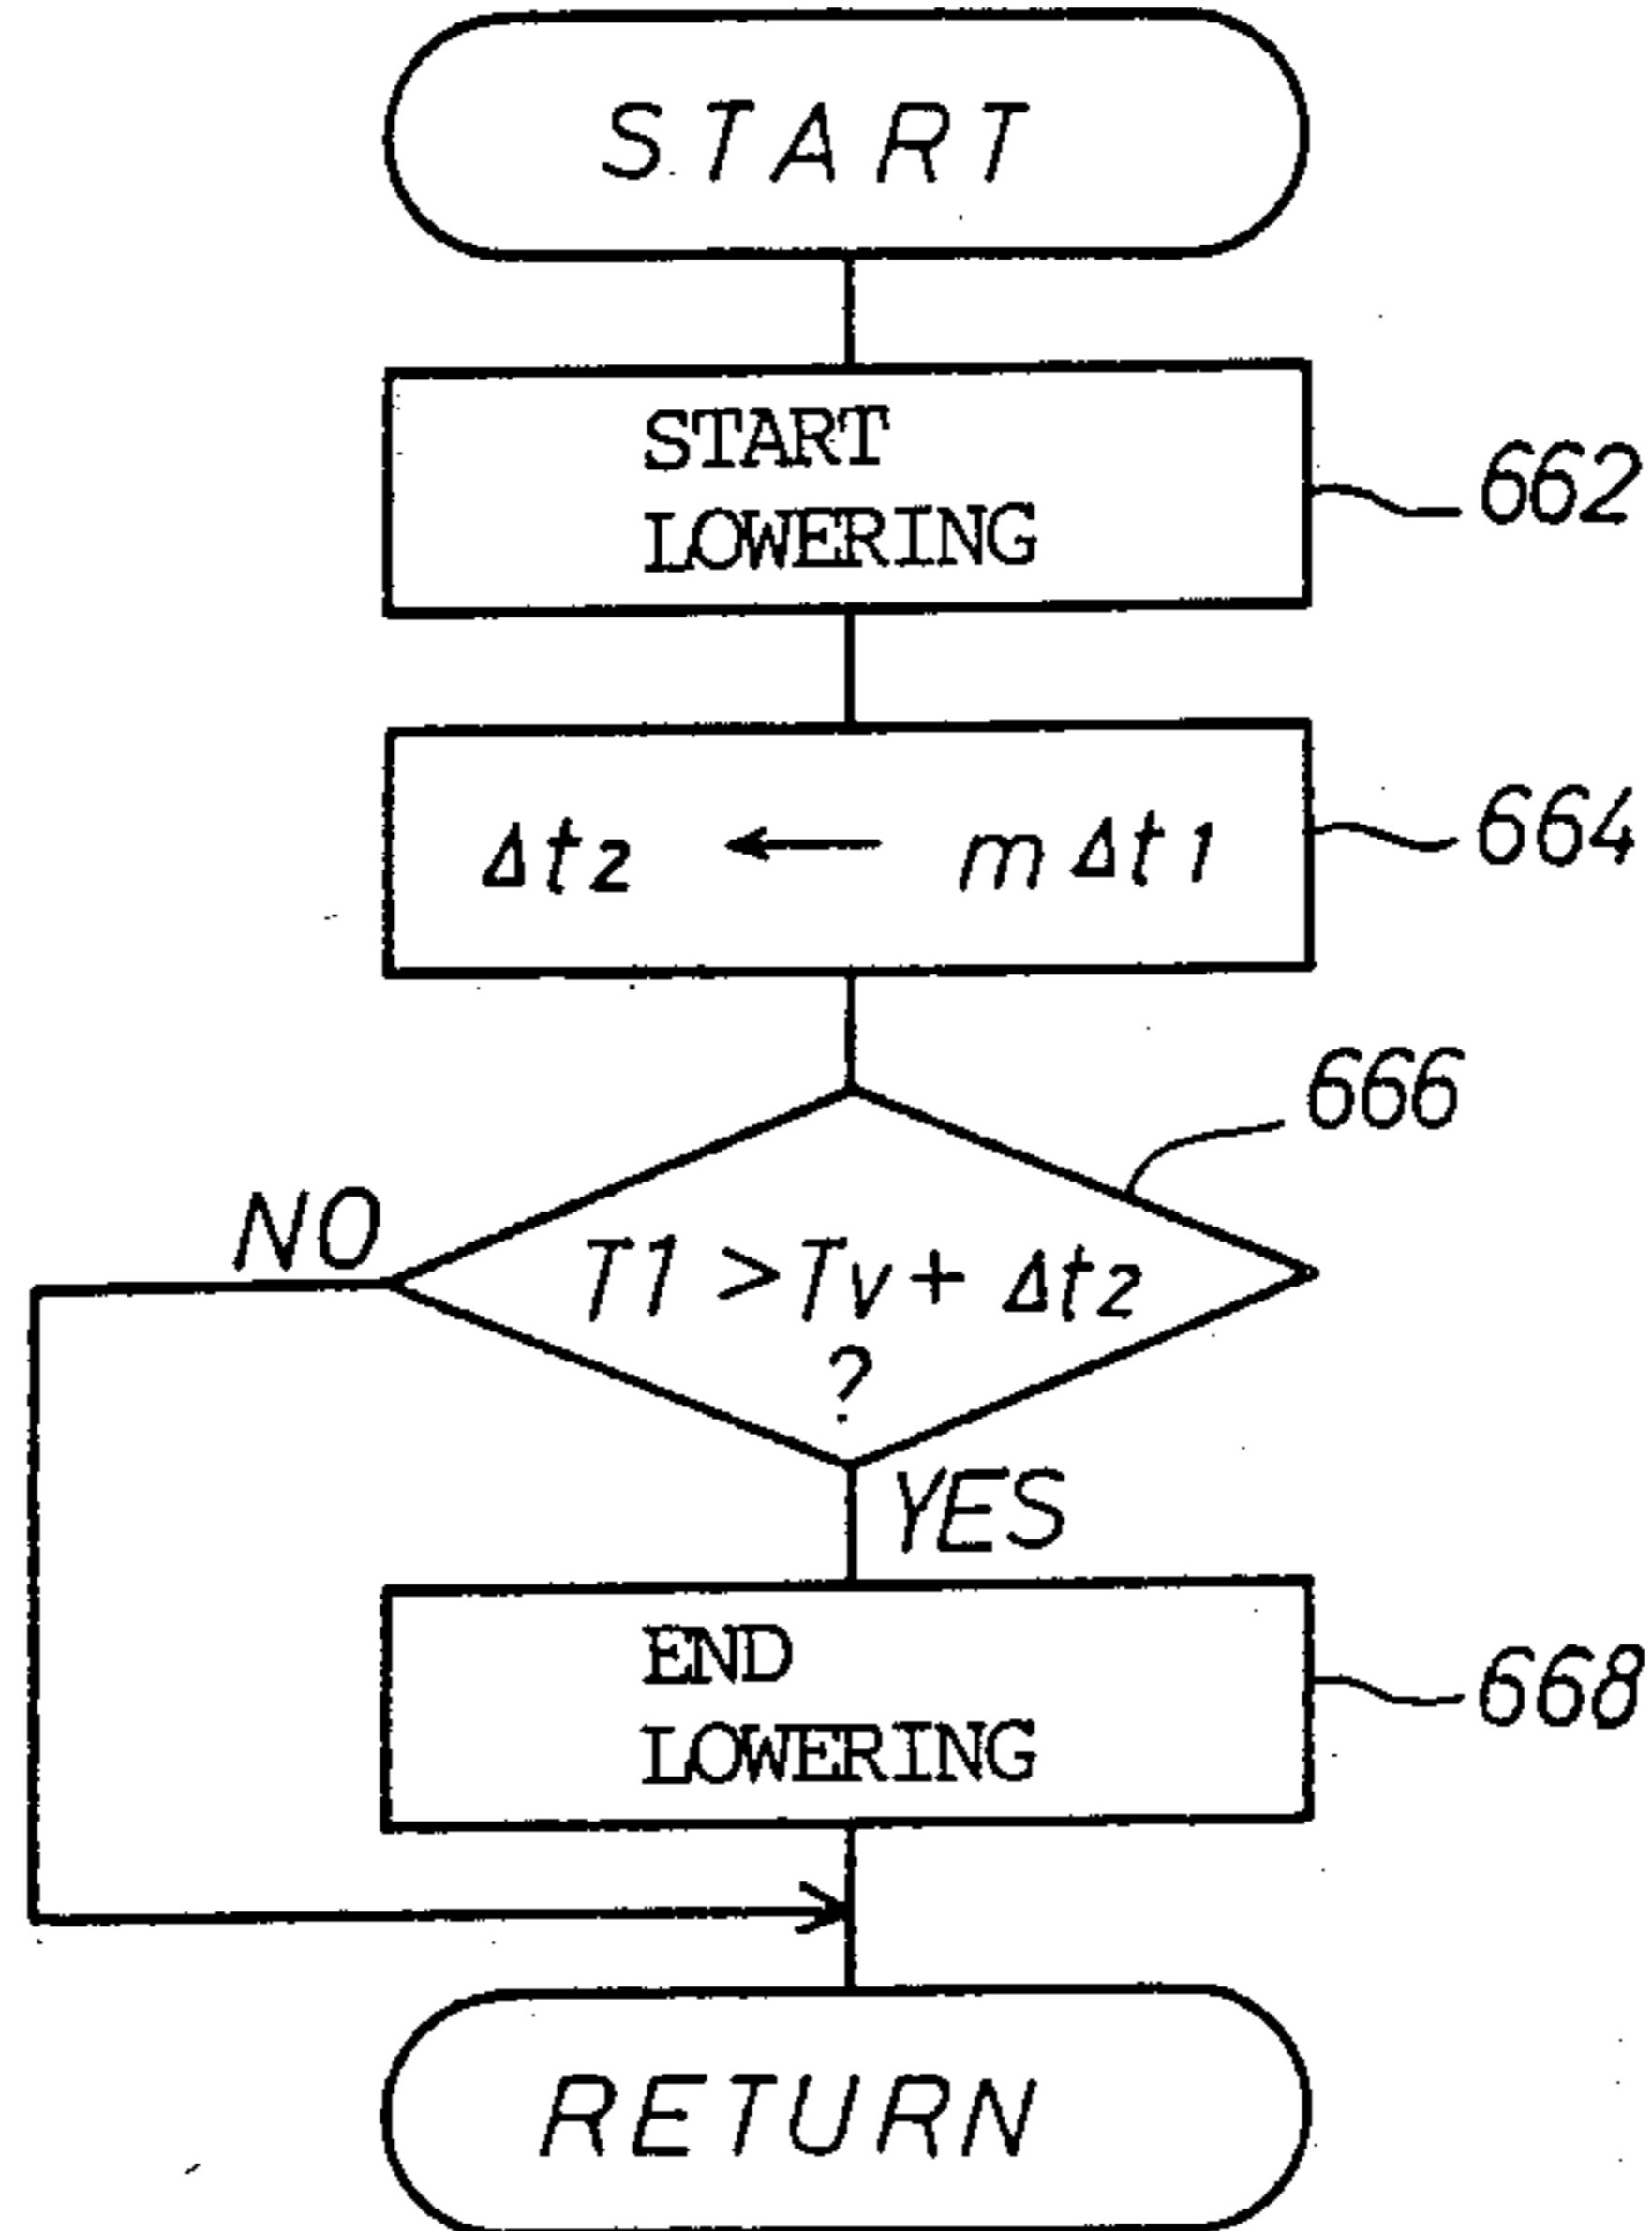 START
START
LOWERING
662
Δt2 ← mΔt1
664
666
NO
T1>Tv+Δt2
?
YES
END
LOWERING
668
RETURN